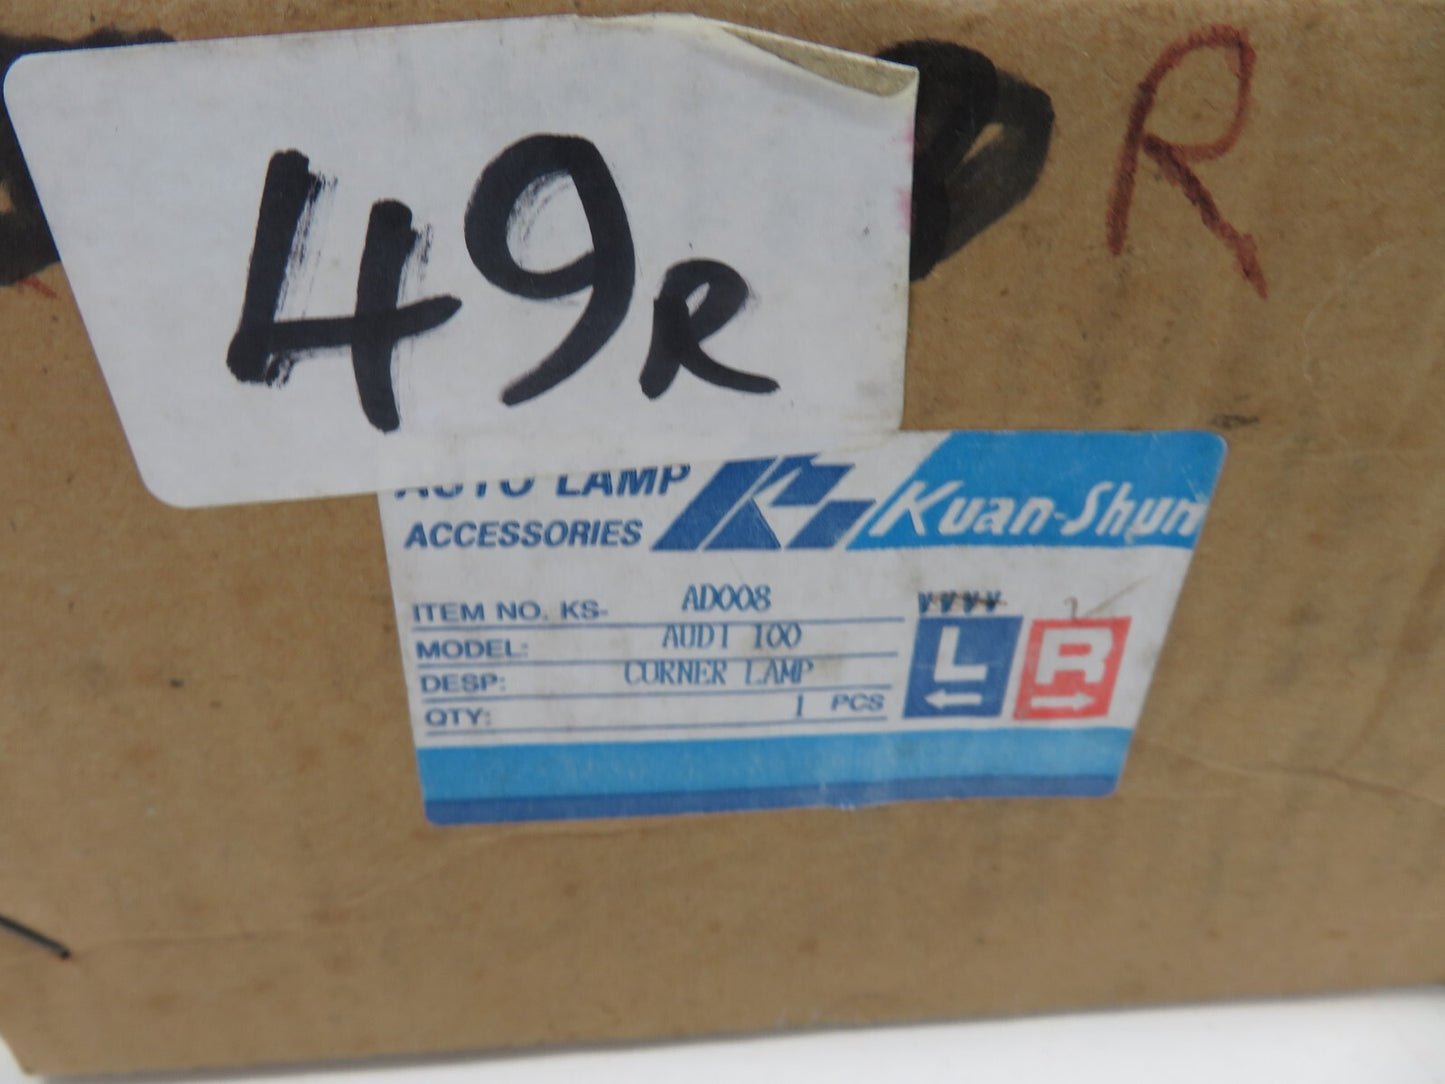 R
49R
AUTO LAMP
ACCESSORIES
Kuan-Shun
ITEM NO. KS- AD008
MODEL: AUDI 100
DESP: CORNER LAMP
QTY: 1 PCS
VVVV
L R